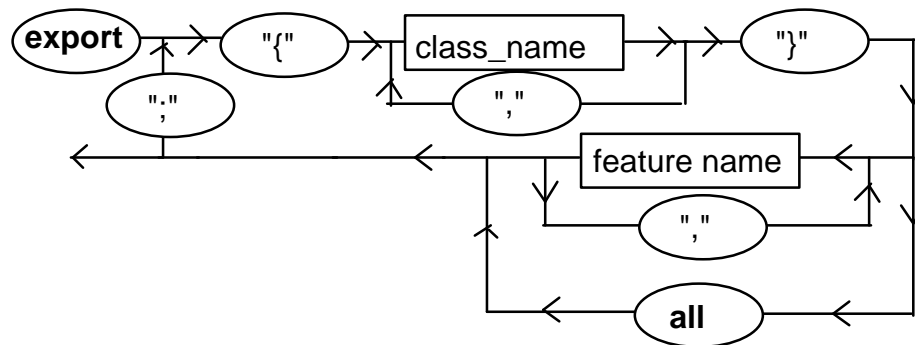 export "{" class_name "}"
";" ","
feature name
","
all